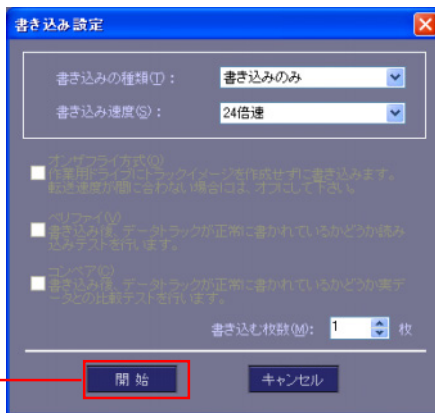 書き込み設定
書き込みの種類(T)： 書き込みのみ
書き込み速度(S)： 24倍速
オンザフライ方式(O)
作業用ドライブにトラックイメージを作成せずに書き込みます。
転送速度が間に合わない場合には、オフにして下さい。
ベリファイ(V)
書き込み後、データトラックが正常に書かれているかどうか読み
込みテストを行います。
コンペア(C)
書き込み後、データトラックが正常に書かれているかどうか実デ
ータとの比較テストを行います。
書き込む枚数(M)： 1 枚
開 始 キャンセル